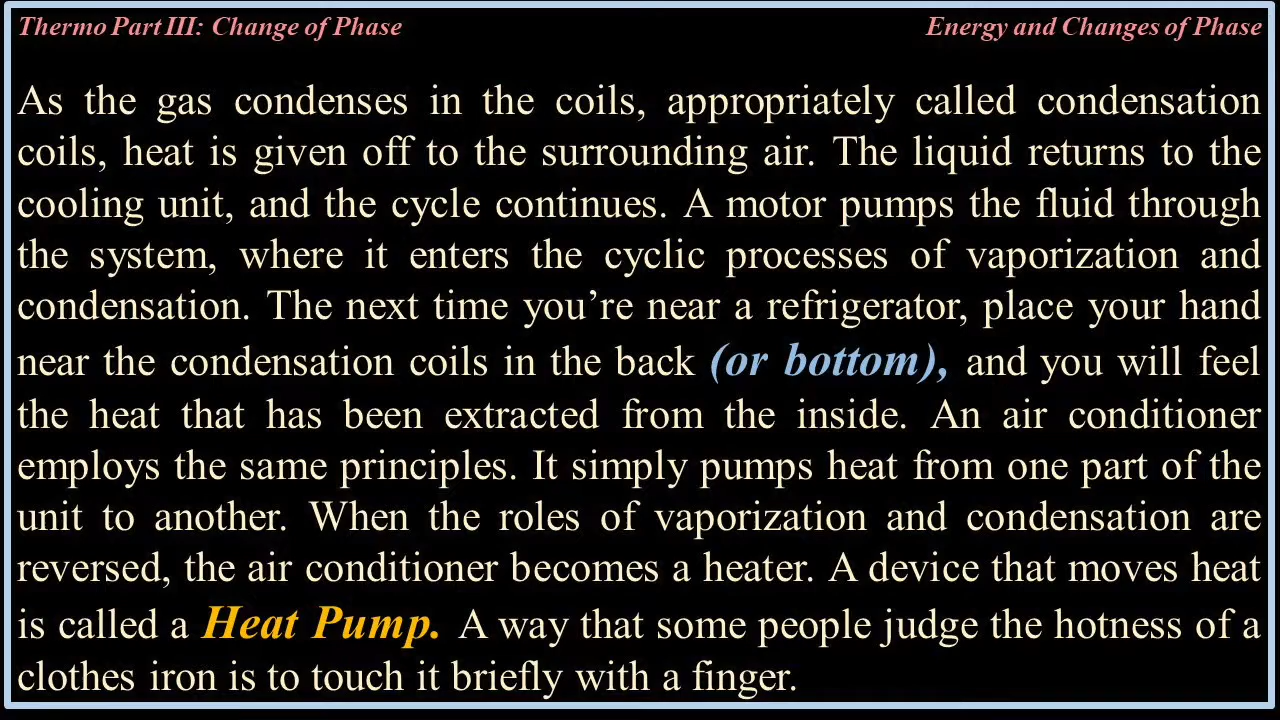 Thermo Part III: Change of Phase
Energy and Changes of Phase
As the gas condenses in the coils, appropriately called condensation
coils, heat is given off to the surrounding air. The liquid returns to the
cooling unit, and the cycle continues. A motor pumps the fluid through
the system, where it enters the cyclic processes of vaporization and
condensation. The next time you’re near a refrigerator, place your hand
near the condensation coils in the back (or bottom), and you will feel
the heat that has been extracted from the inside. An air conditioner
employs the same principles. It simply pumps heat from one part of the
unit to another. When the roles of vaporization and condensation are
reversed, the air conditioner becomes a heater. A device that moves heat
is called a Heat Pump. A way that some people judge the hotness of a
clothes iron is to touch it briefly with a finger.